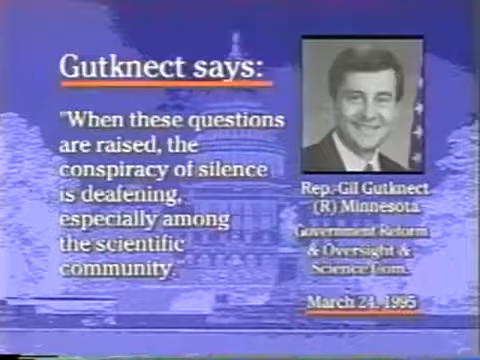 Gutknect says:
"When these questions
are raised, the
conspiracy of silence
is deafening,
especially among
the scientific
community."
Rep. Gil Gutknect
(R) Minnesota
Government Reform
& Oversight &
Science Com.
March 24, 1995